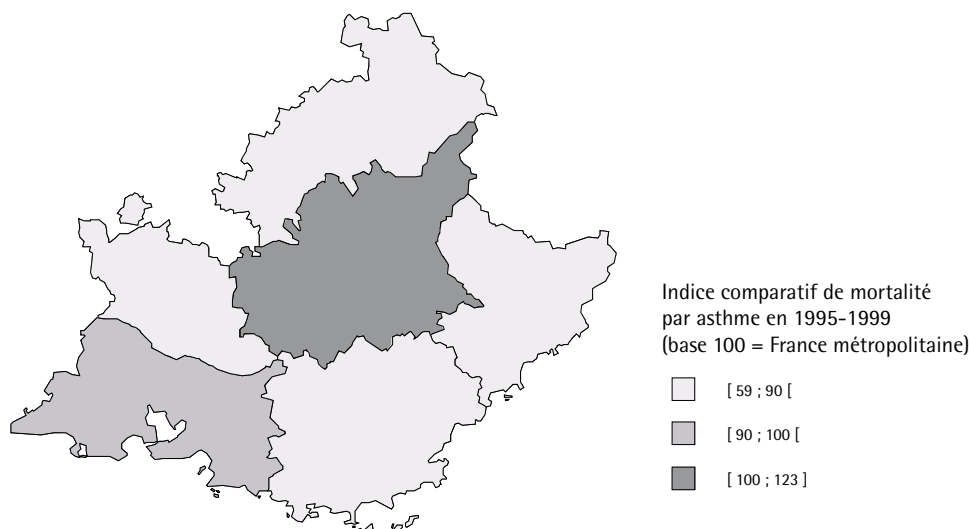 Indice comparatif de mortalité
par asthme en 1995-1999
(base 100 = France métropolitaine)
[ 59 ; 90 [
[ 90 ; 100 [
[ 100 ; 123 ]